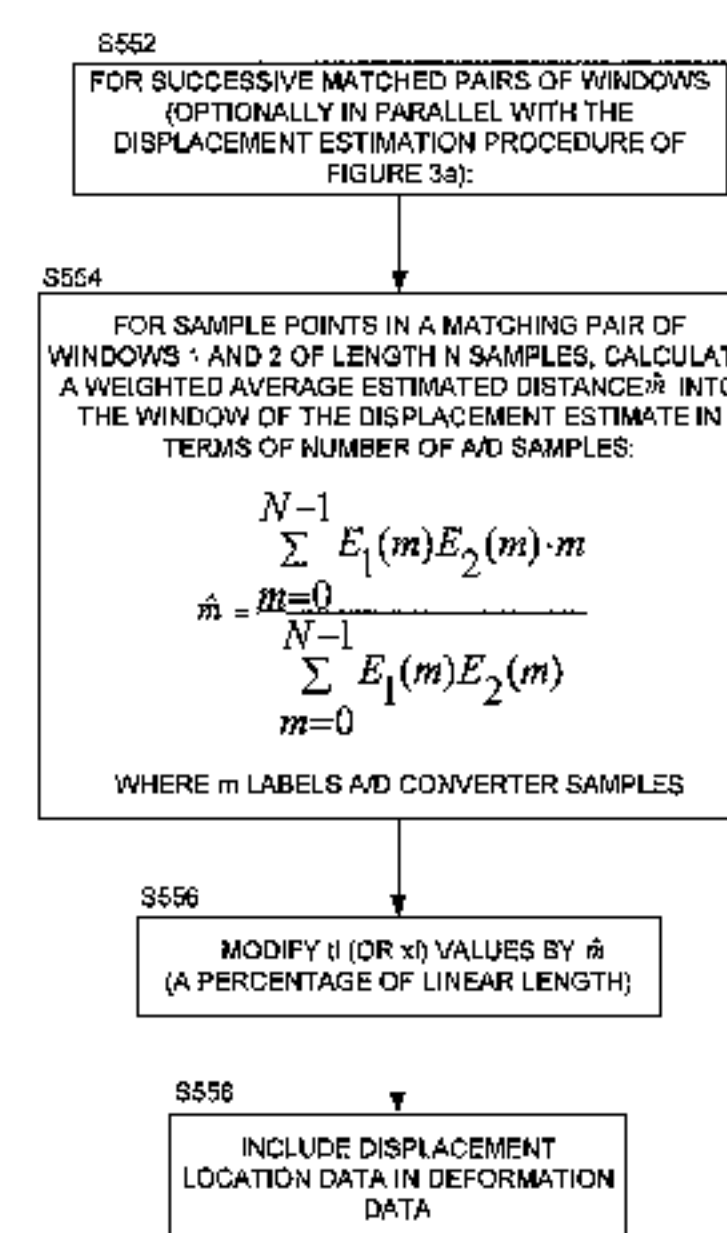 S552
FOR SUCCESSIVE MATCHED PAIRS OF WINDOWS
(OPTIONALLY IN PARALLEL WITH THE
DISPLACEMENT ESTIMATION PROCEDURE OF
FIGURE 3a):
S554
FOR SAMPLE POINTS IN A MATCHING PAIR OF
WINDOWS 1 AND 2 OF LENGTH N SAMPLES, CALCULAT
A WEIGHTED AVERAGE ESTIMATED DISTANCE m̂ INTO
THE WINDOW OF THE DISPLACEMENT ESTIMATE IN
TERMS OF NUMBER OF A/D SAMPLES:
N−1
∑ E₁(m)E₂(m)·m
m̂ = m=0
N−1
∑ E₁(m)E₂(m)
m=0
WHERE m LABELS A/D CONVERTER SAMPLES
S556
MODIFY (OR VALUES BY m̂
(A PERCENTAGE OF LINEAR LENGTH)
S558
INCLUDE DISPLACEMENT
LOCATION DATA IN DEFORMATION
DATA